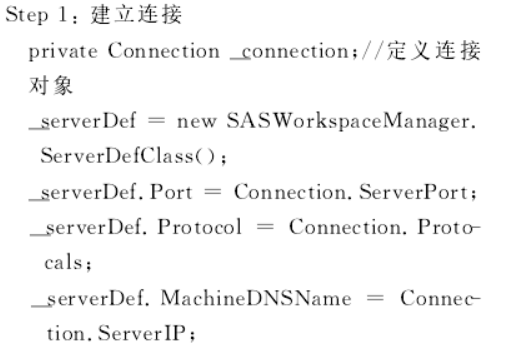 Step 1: 建立连接
private Connection _connection;//定义连接
对象
_serverDef = new SASWorkspaceManager.
ServerDefClass();
_serverDef. Port = Connection. ServerPort;
_serverDef. Protocol = Connection. Proto-
cals;
_serverDef. MachineDNSName = Connec-
tion. ServerIP;